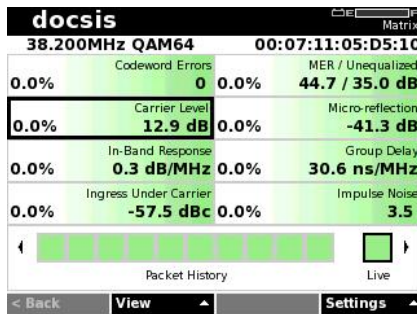 docsis
E F
Matrix
38.200MHz QAM64 00:07:11:05:D5:10
Codeword Errors MER / Unequalized
0.0% 0 0.0% 44.7 / 35.0 dB
Carrier Level Micro-reflection
0.0% 12.9 dB 0.0% -41.3 dB
In-Band Response Group Delay
0.0% 0.3 dB/MHz 0.0% 30.6 ns/MHz
Ingress Under Carrier Impulse Noise
0.0% -57.5 dBc 0.0% 3.5
Packet History Live
< Back View Settings